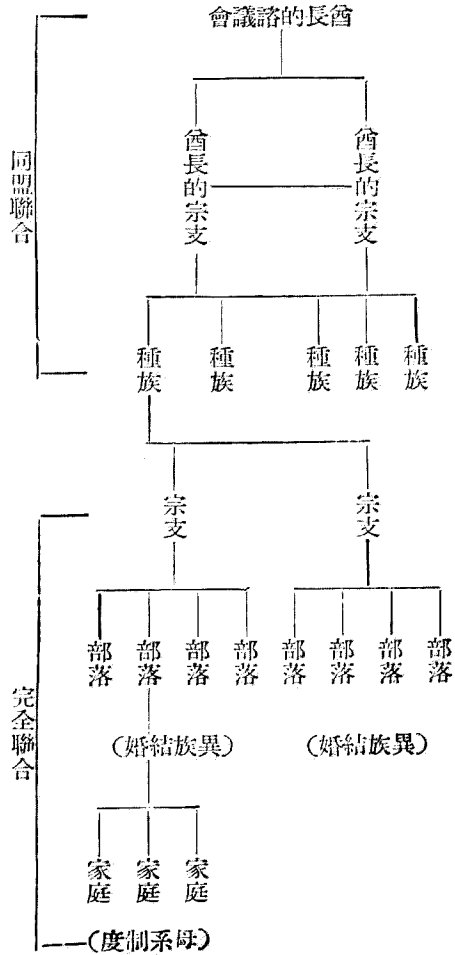 酋長的諮議會
同盟聯合
酋長的宗支
酋長的宗支
種族
種族
種族
種族
種族
完全聯合
宗支
宗支
部落
部落
部落
部落
部落
部落
部落
部落
(異族結婚)
(異族結婚)
家庭
家庭
家庭
(母系制度)